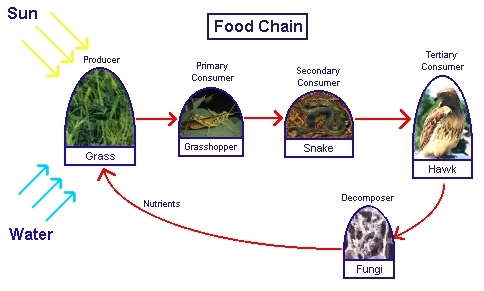 Sun
Food Chain
Producer
Primary
Consumer
Secondary
Consumer
Tertiary
Consumer
Grass
Grasshopper
Snake
Hawk
Water
Nutrients
Decomposer
Fungi